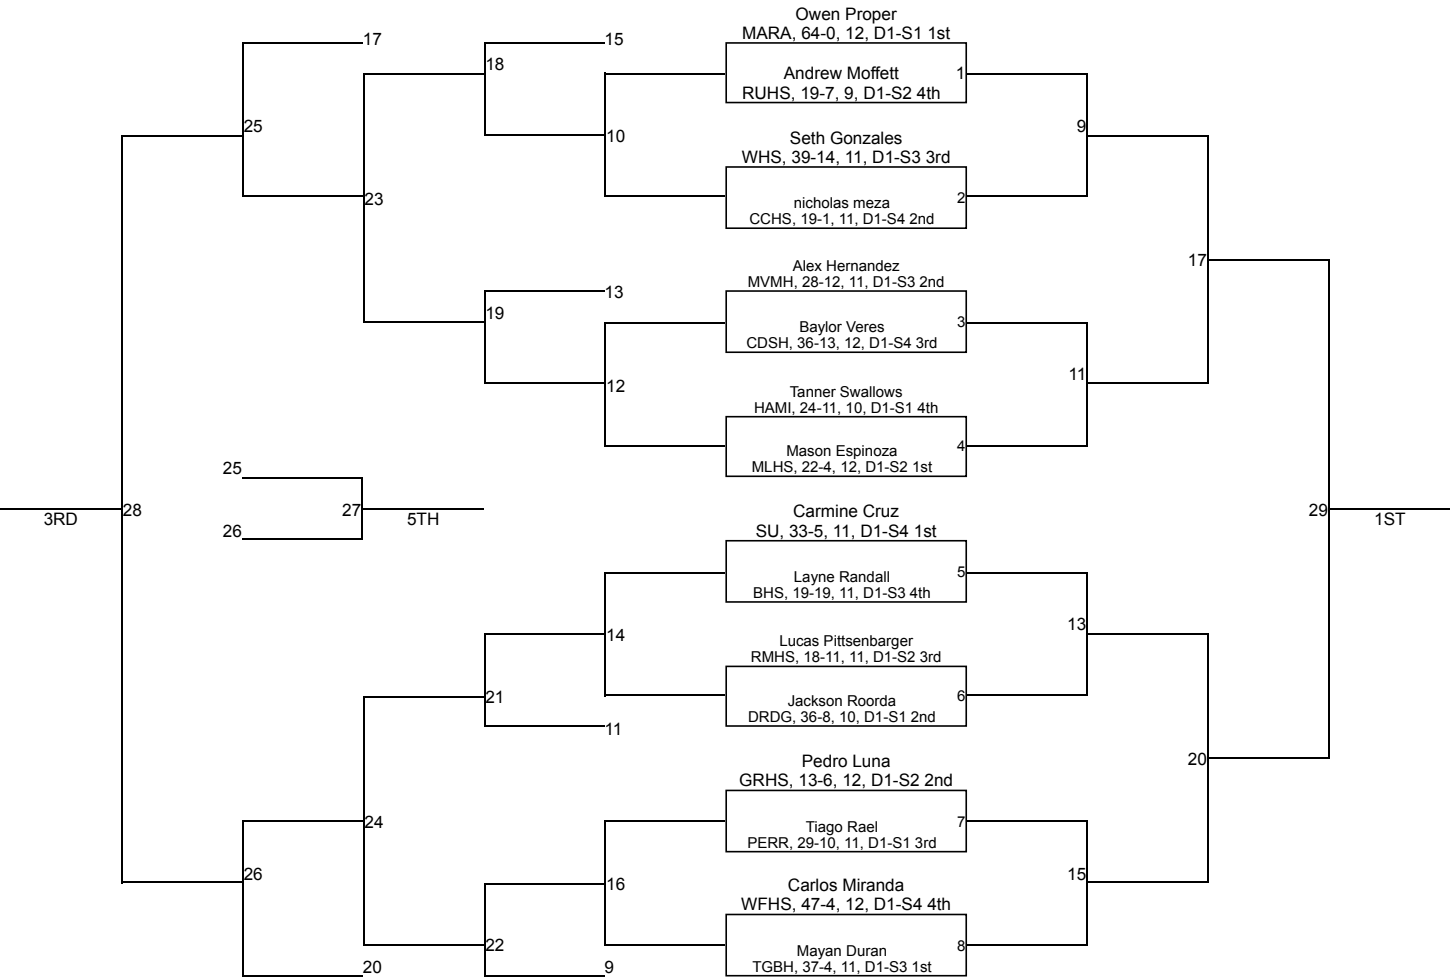 Owen Proper
MARA, 64-0, 12, D1-S1 1st
17
15
18
Andrew Moffett
1
RUHS, 19-7, 9, D1-S2 4th
25
9
10
Seth Gonzales
WHS, 39-14, 11, D1-S3 3rd
23
nicholas meza
2
CCHS, 19-1, 11, D1-S4 2nd
17
Alex Hernandez
MVMH, 28-12, 11, D1-S3 2nd
13
19
Baylor Veres
3
CDSH, 36-13, 12, D1-S4 3rd
11
12
Tanner Swallows
HAMI, 24-11, 10, D1-S1 4th
Mason Espinoza
4
MLHS, 22-4, 12, D1-S2 1st
25
28
27
29
3RD
5TH
1ST
26
Carmine Cruz
SU, 33-5, 11, D1-S4 1st
Layne Randall
5
BHS, 19-19, 11, D1-S3 4th
13
14
Lucas Pittsenbarger
RMHS, 18-11, 11, D1-S2 3rd
21
Jackson Roorda
6
DRDG, 36-8, 10, D1-S1 2nd
11
20
Pedro Luna
GRHS, 13-6, 12, D1-S2 2nd
24
Tiago Rael
7
PERR, 29-10, 11, D1-S1 3rd
26
15
16
Carlos Miranda
WFHS, 47-4, 12, D1-S4 4th
22
Mayan Duran
8
TGBH, 37-4, 11, D1-S3 1st
20
9